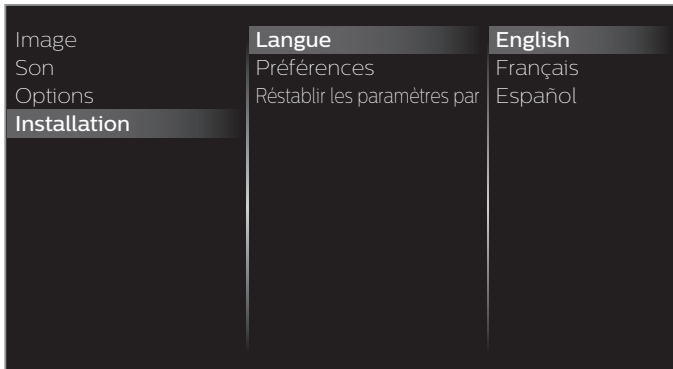 Image
Son
Options
Installation
Langue
Préférences
Réstablir les paramètres par
English
Français
Español